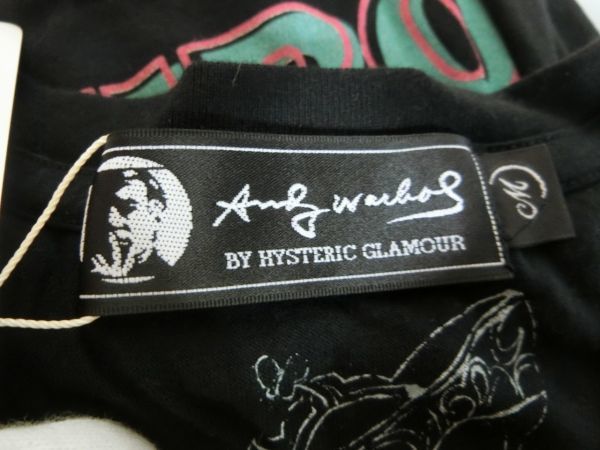 Andy Warhol
BY HYSTERIC GLAMOUR
M